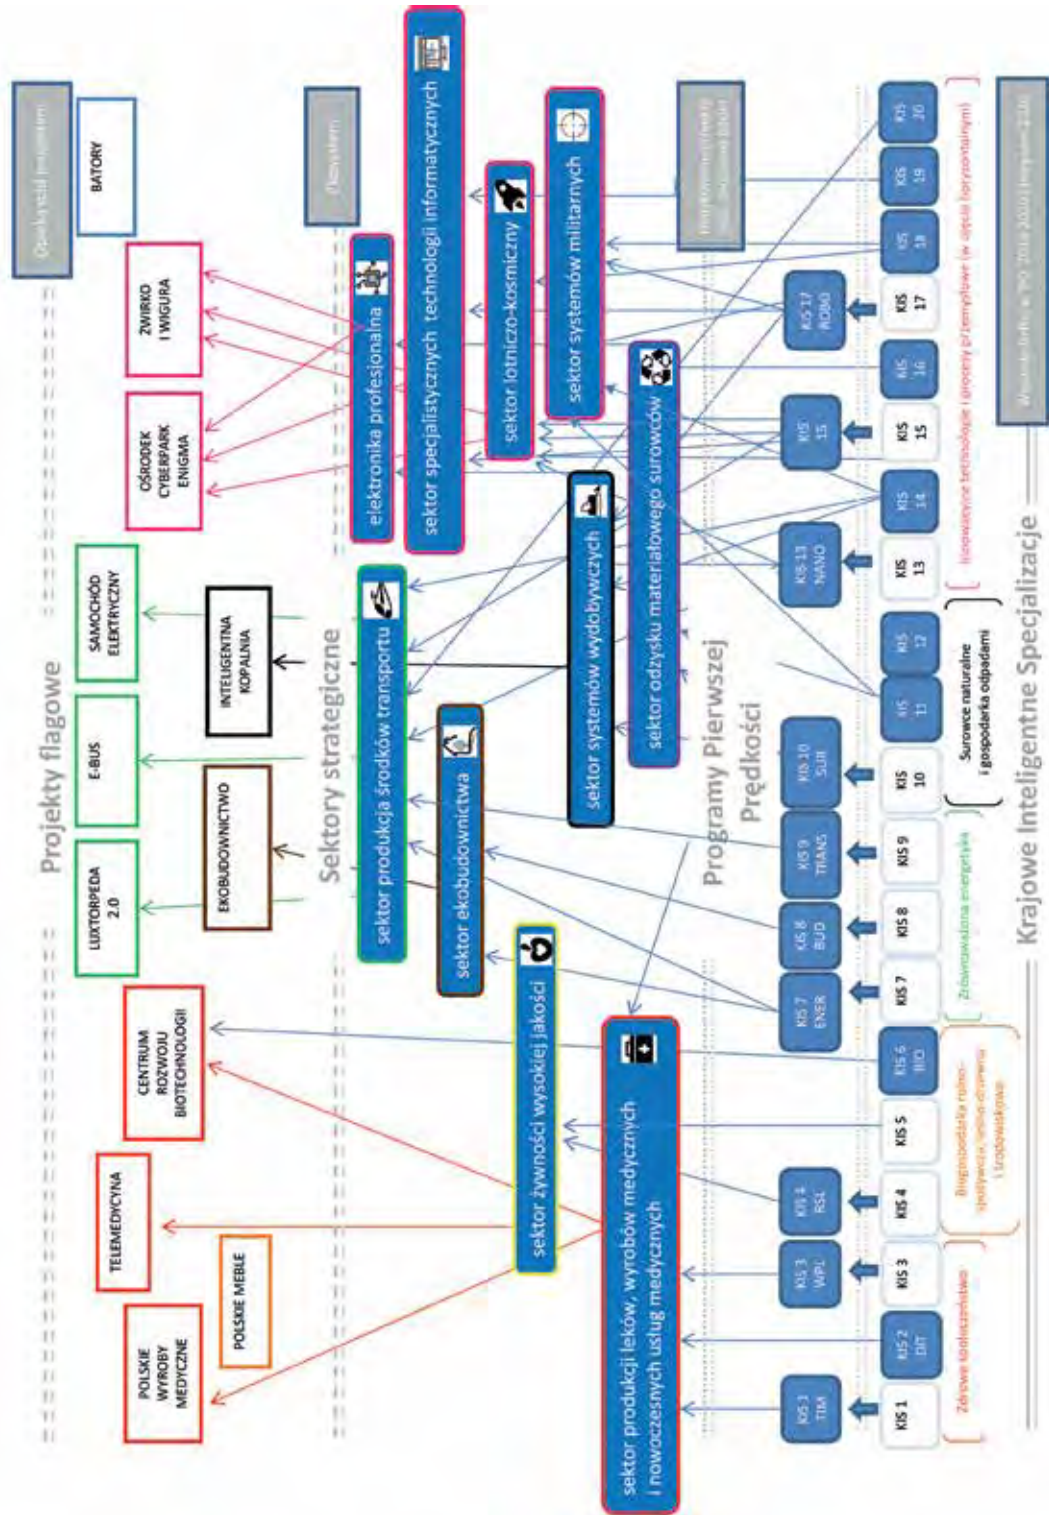 Projekty flagowe
POLSKIE
WYROBY
MEDYCZNE
TELEMEDYCYNA
POLSKIE MEBLE
CENTRUM
ROZWOJU
BIOTECHNOLOGII
LUXTORPEDA
2.0
EKOBUDOWNICTWO
E-BUS
INTELIGENTNA
KOPALNIA
SAMOCHÓD
ELEKTRYCZNY
OŚRODEK
CYBERPARK
ENIGMA
ŻWIRKO
I WIGURA
BATORY
Sektory strategiczne
Ekosystem
elektronika profesjonalna
sektor produkcja środków transportu
sektor specjalistycznych technologii informatycznych
sektor ekobudownictwa
sektor lotniczo-kosmiczny
sektor żywności wysokiej jakości
sektor systemów militarnych
sektor systemów wydobywczych
sektor produkcji leków, wyrobów medycznych
i nowoczesnych usług medycznych
sektor odzysku materiałowego surowców
Programy Pierwszej
Prędkości
KIS 1
TIM
KIS 3
WPL
KIS 4
RSL
KIS 7
ENER
KIS 8
BUD
KIS 9
TRANS
KIS 10
SUR
KIS 13
NANO
KIS
15
KIS 17
ROBO
KIS 1
KIS 2
DIT
KIS 3
KIS 4
KIS 5
KIS 6
BIO
KIS 7
KIS 8
KIS 9
KIS
10
KIS
11
KIS
12
KIS
13
KIS
14
KIS
15
KIS
16
KIS
17
KIS
18
KIS
19
KIS
20
Zdrowe społeczeństwo
Biogospodarka rolno-
spożywcza, leśno-drzewna
i środowiskowa
Zrównoważona energetyka
Surowce naturalne
i gospodarka odpadami
Innowacyjne technologie i procesy przemysłowe (w ujęciu horyzontalnym)
Krajowe Inteligentne Specjalizacje